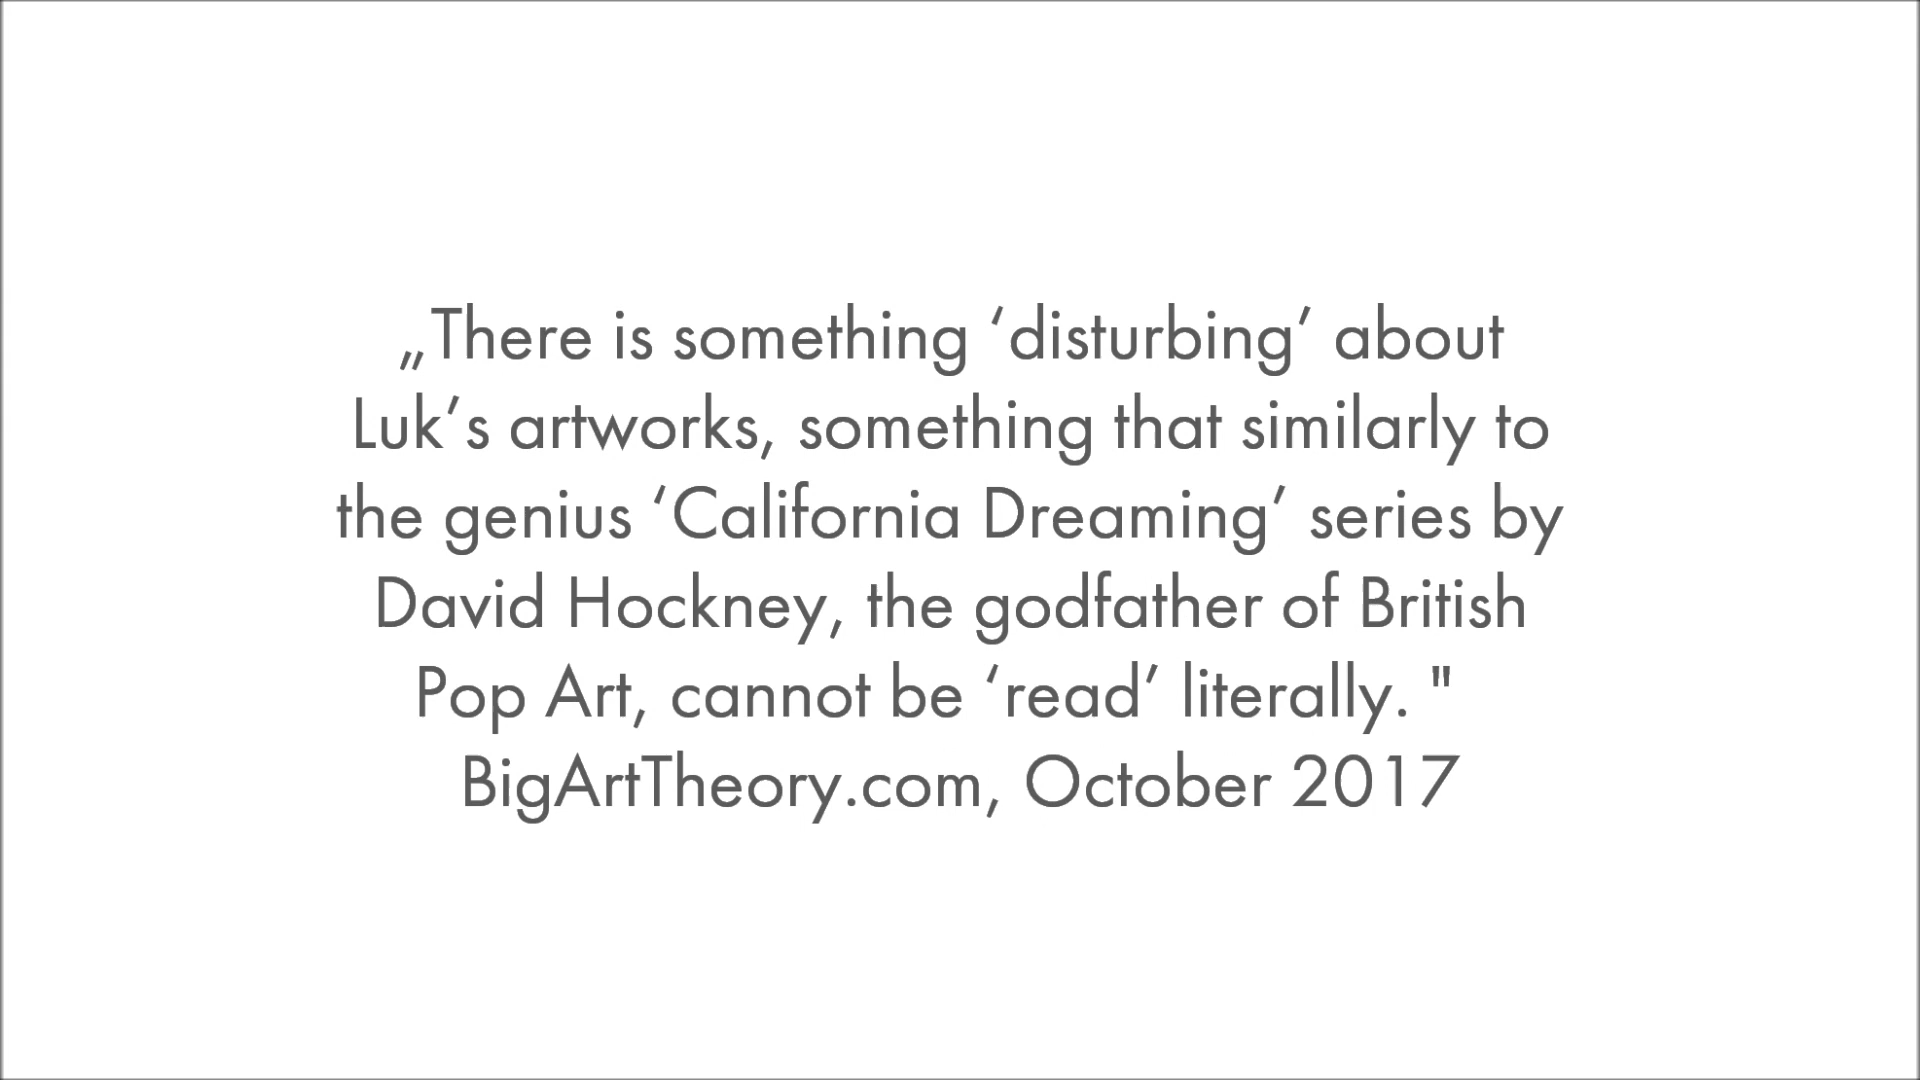 „There is something ‘disturbing’ about
Luk’s artworks, something that similarly to
the genius ‘California Dreaming’ series by
David Hockney, the godfather of British
Pop Art, cannot be ‘read’ literally. "
BigArtTheory.com, October 2017